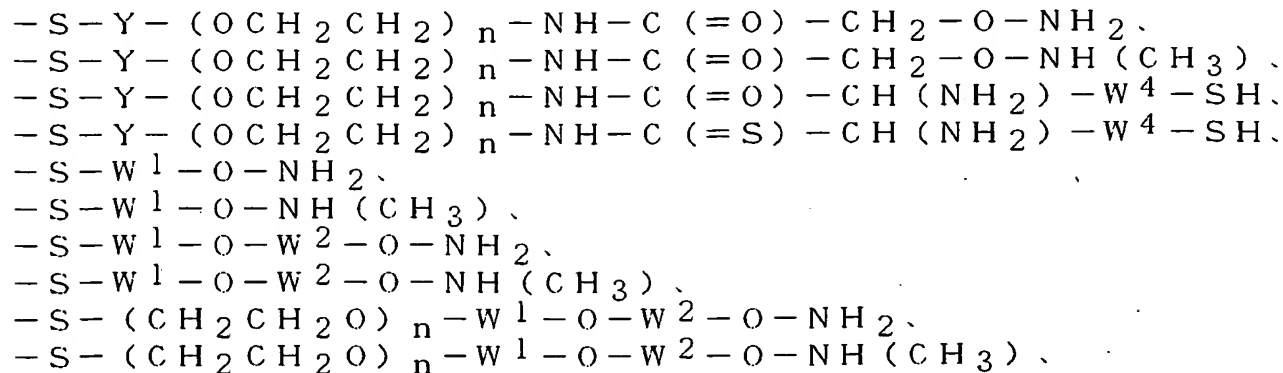 －S－Y－(OCH₂CH₂)ₙ－NH－C(=O)－CH₂－O－NH₂、
－S－Y－(OCH₂CH₂)ₙ－NH－C(=O)－CH₂－O－NH(CH₃)、
－S－Y－(OCH₂CH₂)ₙ－NH－C(=O)－CH(NH₂)－W⁴－SH、
－S－Y－(OCH₂CH₂)ₙ－NH－C(=S)－CH(NH₂)－W⁴－SH、
－S－W¹－O－NH₂、
－S－W¹－O－NH(CH₃)、
－S－W¹－O－W²－O－NH₂、
－S－W¹－O－W²－O－NH(CH₃)、
－S－(CH₂CH₂O)ₙ－W¹－O－W²－O－NH₂、
－S－(CH₂CH₂O)ₙ－W¹－O－W²－O－NH(CH₃)、